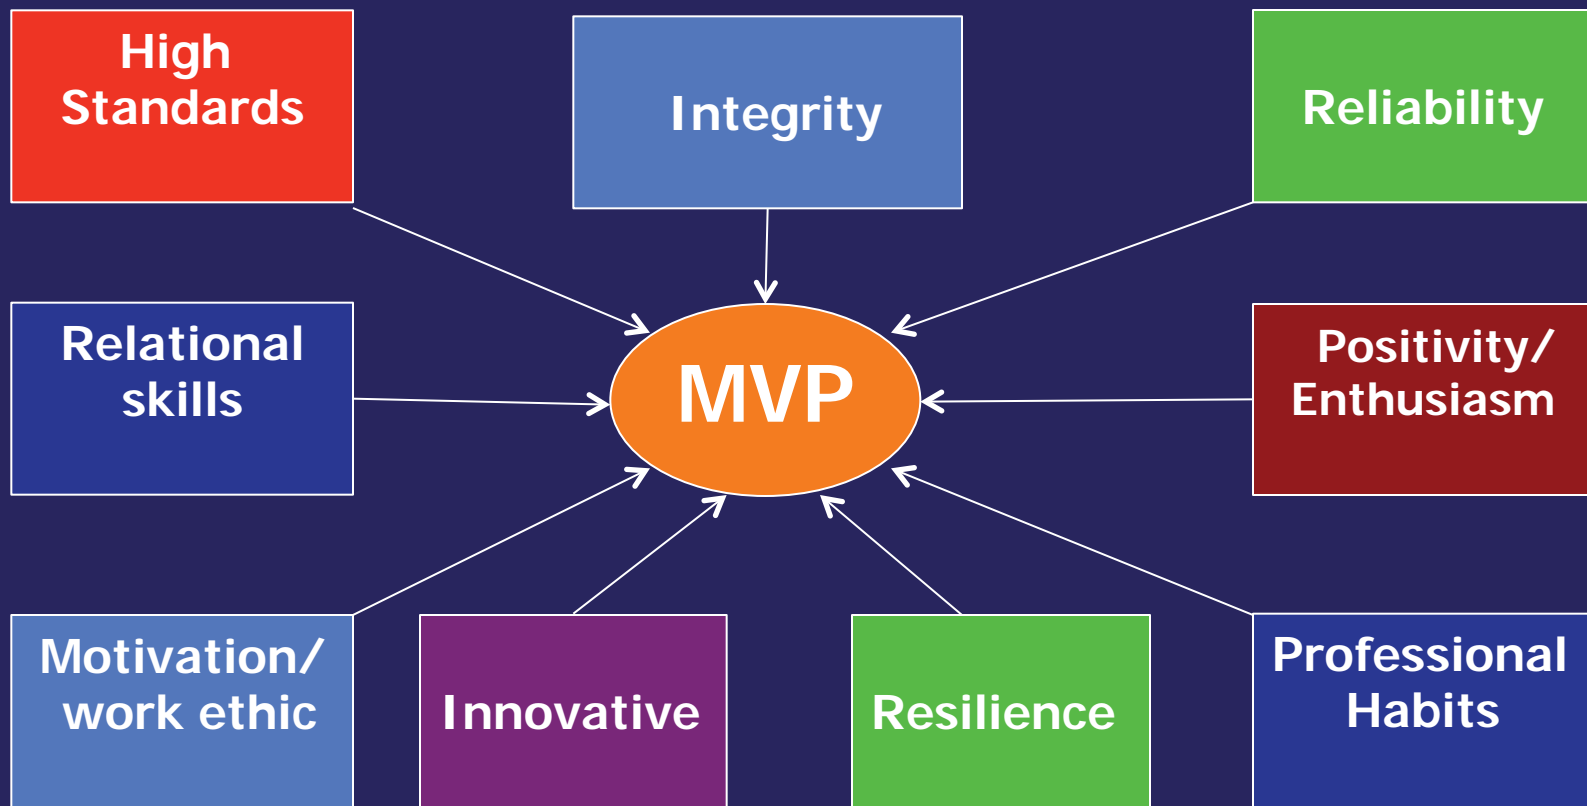 High
Standards
Integrity
Reliability
Relational
skills
MVP
Positivity/
Enthusiasm
Motivation/
work ethic
Innovative
Resilience
Professional
Habits